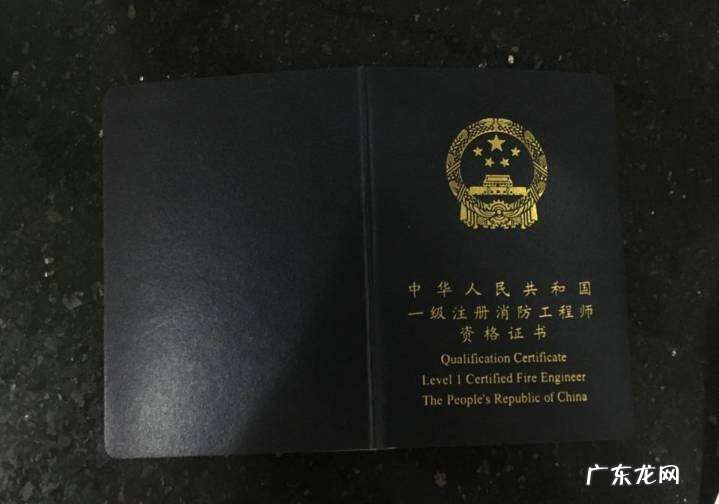 中华人民共和国
一级注册消防工程师
资格证书
Qualification Certificate
Level 1 Certified Fire Engineer
The People's Republic of China
广东龙网